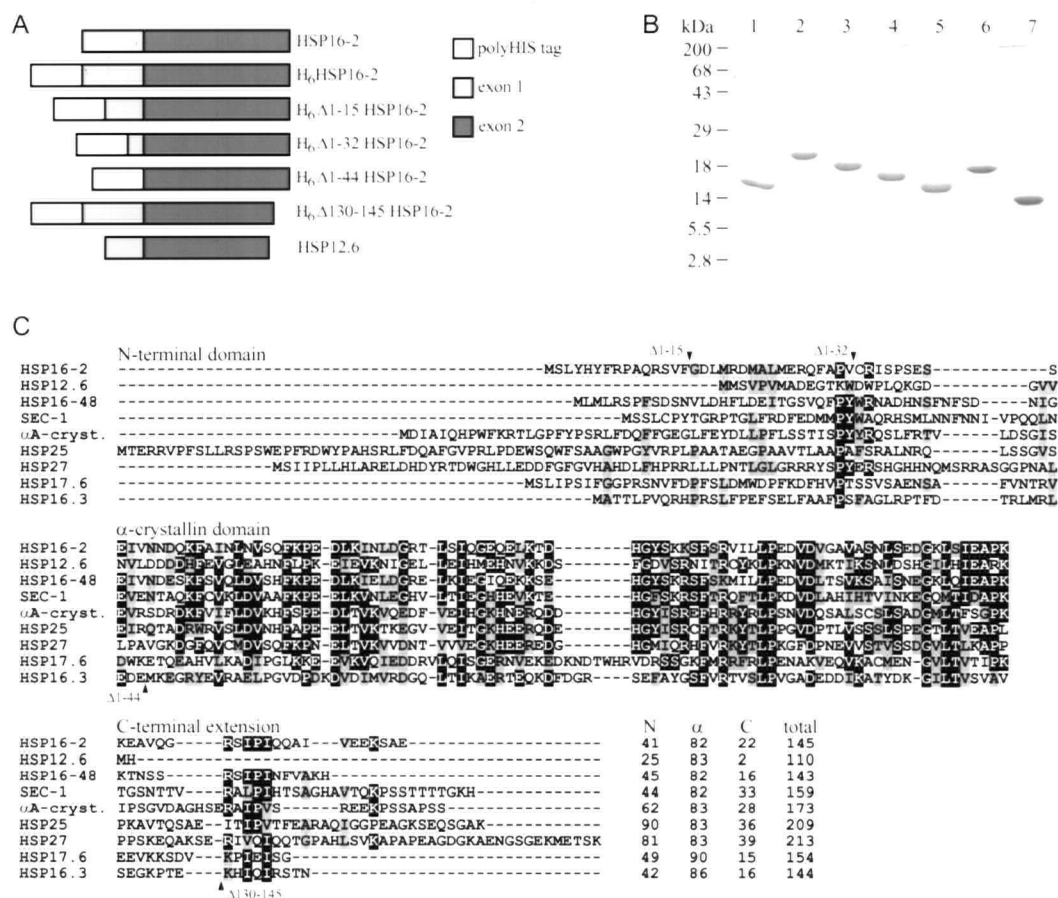 A
HSP16-2
H6HSP16-2
H6Δ1-15 HSP16-2
H6Δ1-32 HSP16-2
H6Δ1-44 HSP16-2
H6Δ130-145 HSP16-2
HSP12.6
polyHIS tag
exon 1
exon 2
B
kDa 1 2 3 4 5 6 7
200
68
43
29
18
14
5.5
2.8
C
N-terminal domain Δ1-15 Δ1-32
HSP16-2 MSLYHYFRPAQRSVFGDLMRDMALMERQFAPVCRISPSES------S
HSP12.6 MMSVPVMADEGTKWDWPLQKGD------GVV
HSP16-48 MLMLRSPFSDSNVLDHFLDEITGSVQFPYWRNADHNSFNFSD------NIG
SEC-1 MSSLCPYTGRPTGLFRDFEDMMPYWAQRHSMLNNFNNI-VPQQLN
αA-cryst. MDIAIQHPWFKRTLGPFYPSRLFDQFFGEGLFEYDLLPFLSSTISPYYRQSLFRTV------LDSGIS
HSP25 MTERRVPFSLLRSPSWEPFRDWYPAHSRLFDQAFGVPRLPDEWSQWFSAAGWPGYVRPLPAATAEGPAAVTLAAPAFSRALNRQ------LSSGVS
HSP27 MSIIPLLHLARELDHDYRTDWGHLLEDDFGFGVHAHDLFHPRRLLLPNTLGLGRRRYSPYERSHGHHNQMSRRASGGPNAL
HSP17.6 MSLIPSIFGGPRSNVFDPFSLDMWDPFKDFHVPTSSVSAENSA------FVNTRV
HSP16.3 MATTLPVQRHPRSLFPEFSELFAAFPSFAGLRPTFD------TRLMRL
α-crystallin domain
HSP16-2 EIVNNDQKFAINLNVSQFKPE-DLKINLDGRT-LSIQGEQELKTD------HGYSKKSFSRVILLPEDVDVGAVASNLSEDGKLSIEAPK
HSP12.6 NVLDDDDHFEVGLEAHNFLPK-EIEVKNIGEL-LEIHMEHNVKKD------FGDVSRNITRCYKLPKNVDMKTIKSNLDSHGILHIEARK
HSP16-48 EIVNDESKFSVQLDVSHFKPE-DLKIELDGRE-LKIEGIQEKKSE------HGYSKRSFSKMILLPEDVDLTSVKSAISNEGKLQIEAPK
SEC-1 EVENTAQKFCVKLDVAAFKPE-ELKVNLEGHV-LTIEGHHEVKTE------HGFSKRSFTRQFTLPKDVDLAHIHTVINKEGQMTIDAPK
αA-cryst. EVRSDRDKFVIFLDVKHFSPE-DLTVKVQEDF-VEIHGKHNERQDD------HGYISREFHRRYRLPSNVDQSALSCSLSADGMLTFSGPK
HSP25 EIRQTADRWRVSLDVNHFAPE-ELTVKTKEGV-VEITGKHEERQDE------HGYISRCFTRKYTLPPGVDPTLVSSSLSPEGTLTVEAPL
HSP27 PAVGKDGFQVCMDVSQFKPS-ELTVKVVDNT-VVVEGKHEEREDG------HGMIQRHFVRKYTLPKGFDPNEVVSTVSSDGVLTLKAPP
HSP17.6 DWKETQEAHVLKADIPGLKKE-EVKVQIEDDRVLQISGERNVEKEDKNDTWHRVDRSSGKFMRRFRLPENAKVEQVKACMEN-GVLTVTIPK
HSP16.3 EDEMKEGRYEVRAELPGVDPDKDVDIMVRDGQ-LTIKAERTEQKDFDGR---SEFAYGSFVRTVSLPVGADEDDIKATYDK-GILTVSVAV
Δ1-44
C-terminal extension N α C total
HSP16-2 KEAVQG-----RSIPIQQAI--VEEKSAE 41 82 22 145
HSP12.6 MH 25 83 2 110
HSP16-48 KTNSS------RSIPINFVAKH 45 82 16 143
SEC-1 TGSNTTV----RALPIHTSAGHAVTQKPSSTTTTGKH 44 82 33 159
αA-cryst. IPSGVDAGHSERAIPVS-----REEKPSSAPSS 62 83 28 173
HSP25 PKAVTQSAE--ITIPVTFEARAQIGGPEAGKSEQSGAK 90 83 36 209
HSP27 PPSKEQAKSE-RIVQIQQTGPAHLSVKAPAPEAGDGKAENGSGEKMETSK 81 83 39 213
HSP17.6 EEVKKSDV---KPIEISG 49 90 15 154
HSP16.3 SEGKPTE----KHIQIRSTN 42 86 16 144
Δ130-145